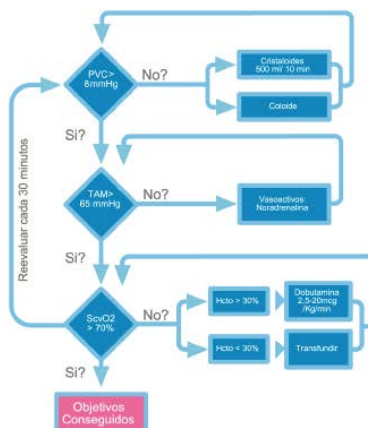 PVC>
8mmHg
No?
Cristaloides
500 ml/ 10 min
Coloide
Si?
Reevaluar cada 30 minutos
TAM>
65 mmHg
No?
Vasoactivos:
Noradrenalina
Si?
ScvO2
> 70%
No?
Hcto > 30%
Dobutamina
2,5-20mcg
/Kg/min
Hcto < 30%
Transfundir
Si?
Objetivos
Conseguidos